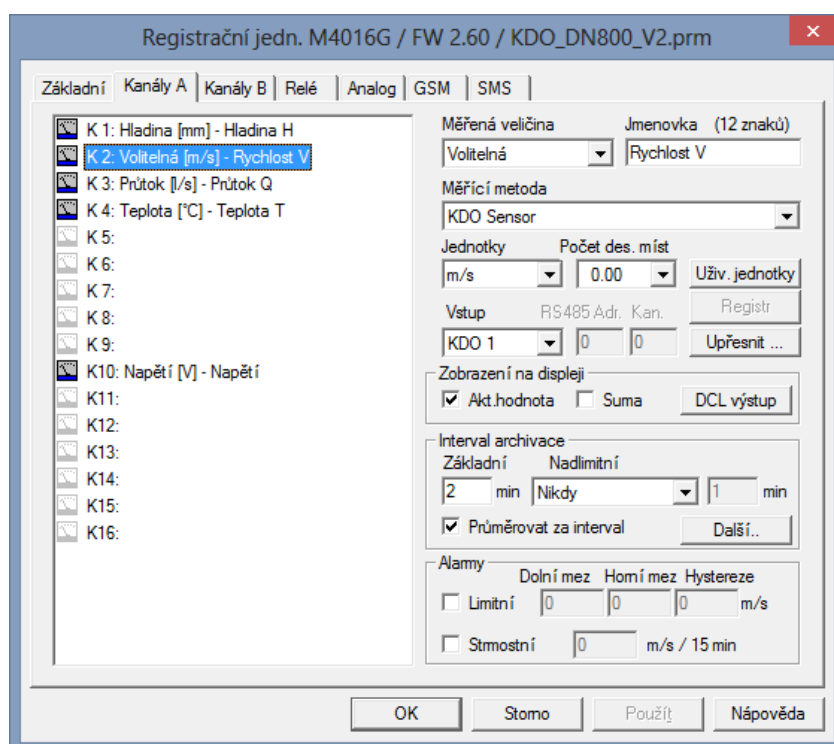 Registrační jedn. M4016G / FW 2.60 / KDO_DN800_V2.prm
Základní Kanály A Kanály B Relé Analog GSM SMS
K 1: Hladina [mm] - Hladina H
K 2: Volitelná [m/s] - Rychlost V
K 3: Průtok [l/s] - Průtok Q
K 4: Teplota [°C] - Teplota T
K 5:
K 6:
K 7:
K 8:
K 9:
K10: Napětí [V] - Napětí
K11:
K12:
K13:
K14:
K15:
K16:
Měřená veličina Jmenovka (12 znaků)
Volitelná Rychlost V
Měřící metoda
KDO Sensor
Jednotky Počet des. míst
m/s 0.00 Uživ. jednotky
Vstup RS485 Adr. Kan. Registr
KDO 1 0 0 Upřesnit ...
Zobrazení na displeji
Akt.hodnota Suma DCL výstup
Interval archivace
Základní Nadlimitní
2 min Nikdy 1 min
Průměrovat za interval Další..
Alarmy
Dolní mez Horní mez Hystereze
Limitní 0 0 0 m/s
Strmostní 0 m/s / 15 min
OK Storno Použít Nápověda